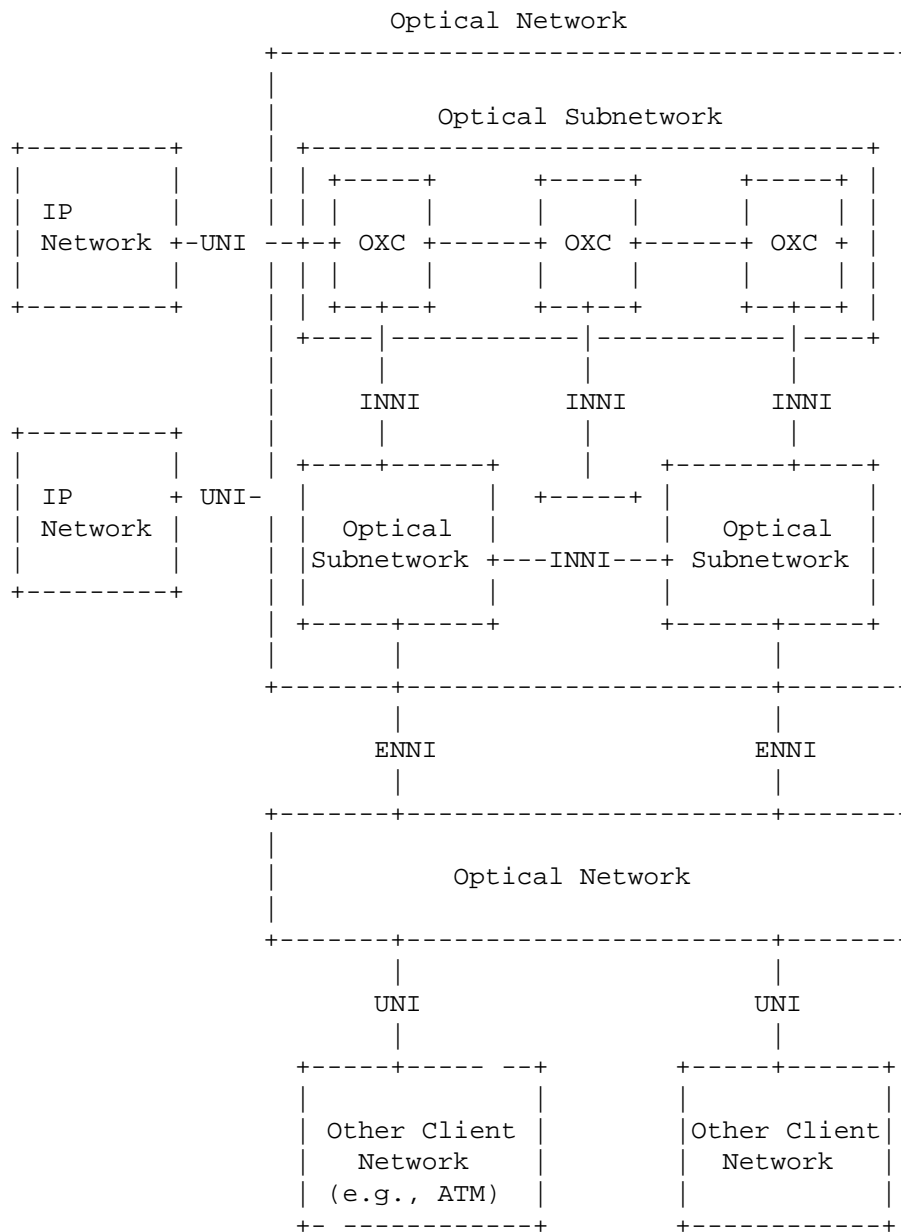 Optical Network
Optical Subnetwork
IP
Network
UNI
OXC
OXC
OXC
INNI
INNI
INNI
IP
Network
UNI
Optical
Subnetwork
INNI
Optical
Subnetwork
ENNI
ENNI
Optical Network
UNI
UNI
Other Client
Network
(e.g., ATM)
Other Client
Network